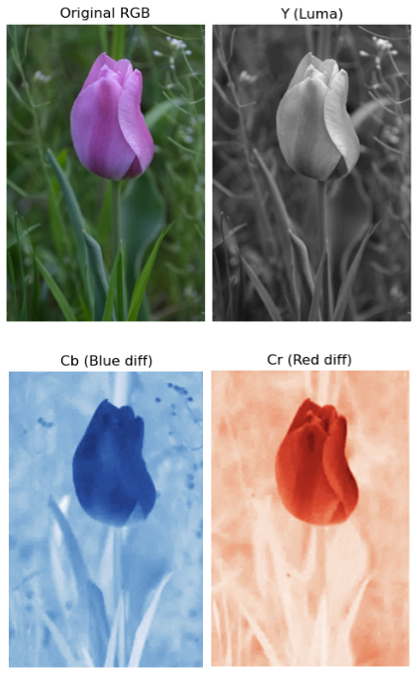 Original RGB
Y (Luma)
Cb (Blue diff)
Cr (Red diff)